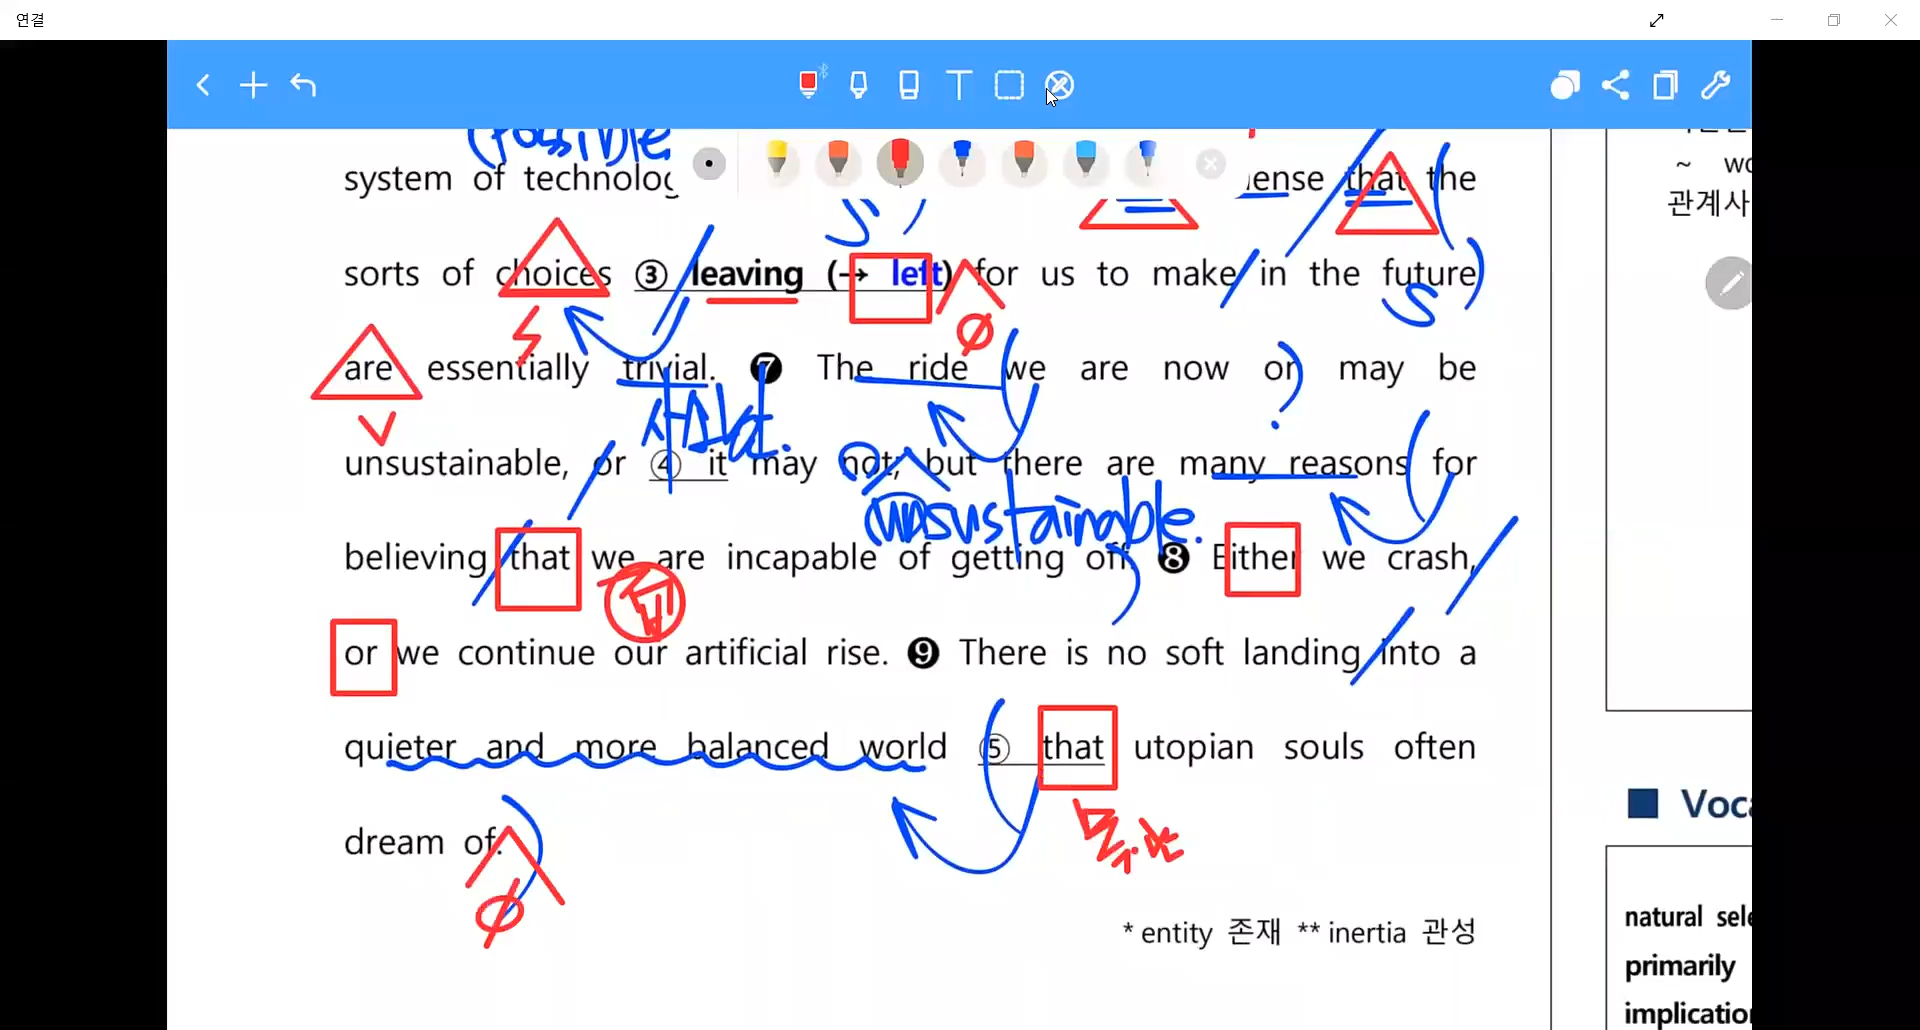 연결
(possible
system of technolog
ense that the
S
sorts of choices ③ leaving (→ left) for us to make in the future
S
S
∅
are essentially trivial. ❼ The ride we are now on may be
V
?
unsustainable, or ④ it may not; but there are many reasons for
unsustainable.
believing that we are incapable of getting off. ❽ Either we crash,
or we continue our artificial rise. ❾ There is no soft landing into a
quieter and more balanced world ⑤ that utopian souls often
목.관
dream of.
∅
* entity 존재 ** inertia 관성
~ wo
관계사
■ Voca
natural sele
primarily
implication